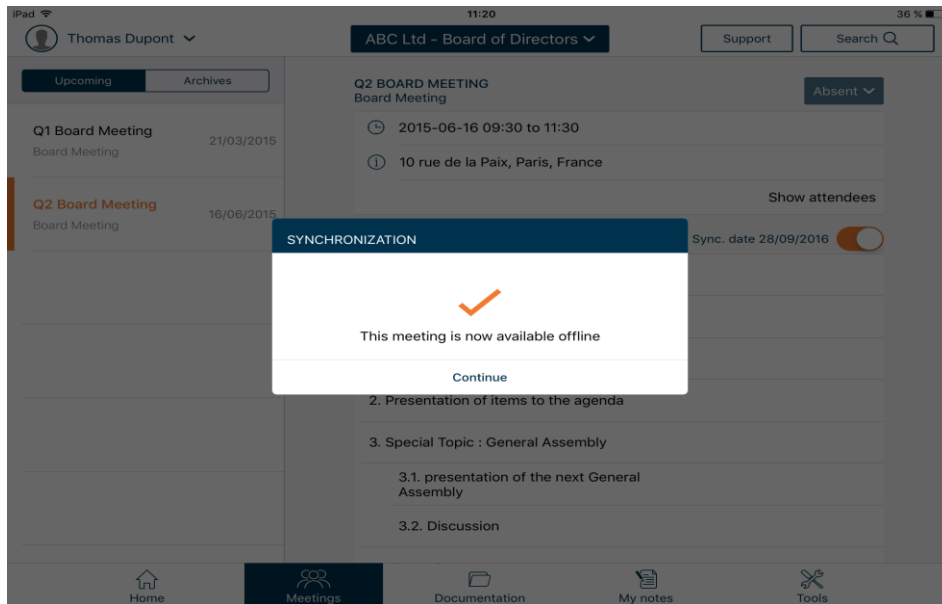 iPad 11:20 36 %
Thomas Dupont ABC Ltd - Board of Directors Support Search
Upcoming Archives
Q2 BOARD MEETING
Board Meeting
Absent
Q1 Board Meeting
Board Meeting
21/03/2015
2015-06-16 09:30 to 11:30
10 rue de la Paix, Paris, France
Show attendees
Q2 Board Meeting
Board Meeting
16/06/2015
Sync. date 28/09/2016
SYNCHRONIZATION
This meeting is now available offline
Continue
2. Presentation of items to the agenda
3. Special Topic : General Assembly
3.1. presentation of the next General
Assembly
3.2. Discussion
Home Meetings Documentation My notes Tools